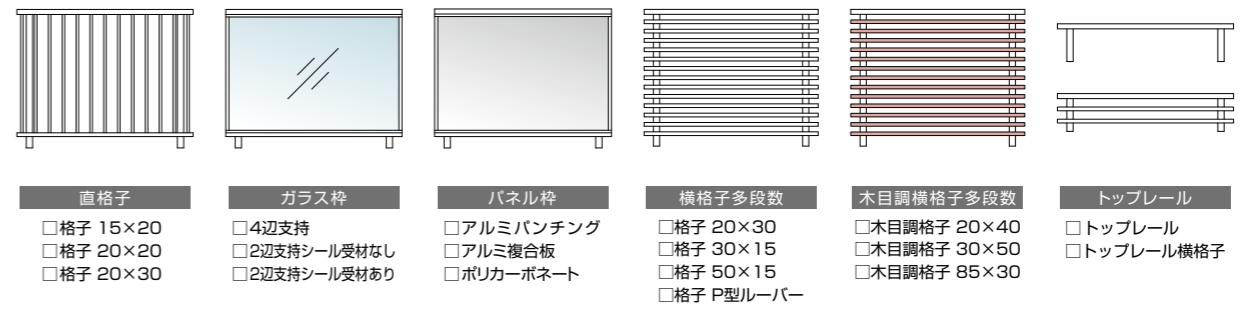 直格子
□格子 15×20
□格子 20×20
□格子 20×30
ガラス枠
□4辺支持
□2辺支持シール受材なし
□2辺支持シール受材あり
パネル枠
□アルミパンチング
□アルミ複合板
□ポリカーボネート
横格子多段数
□格子 20×30
□格子 30×15
□格子 50×15
□格子 P型ルーバー
木目調横格子多段数
□木目調格子 20×40
□木目調格子 30×50
□木目調格子 85×30
トップレール
□トップレール
□トップレール横格子